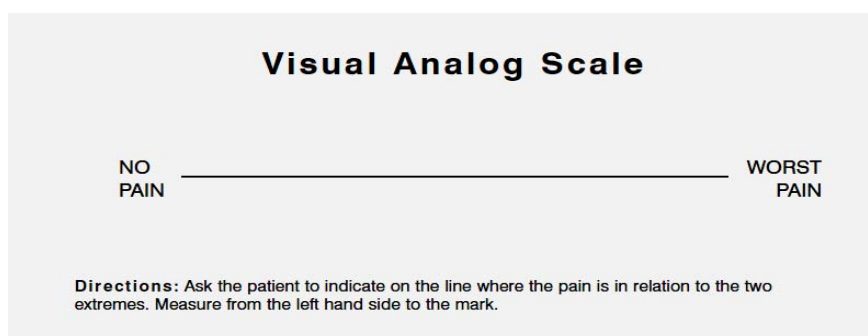 Visual Analog Scale
NO PAIN
WORST PAIN
Directions: Ask the patient to indicate on the line where the pain is in relation to the two
extremes. Measure from the left hand side to the mark.